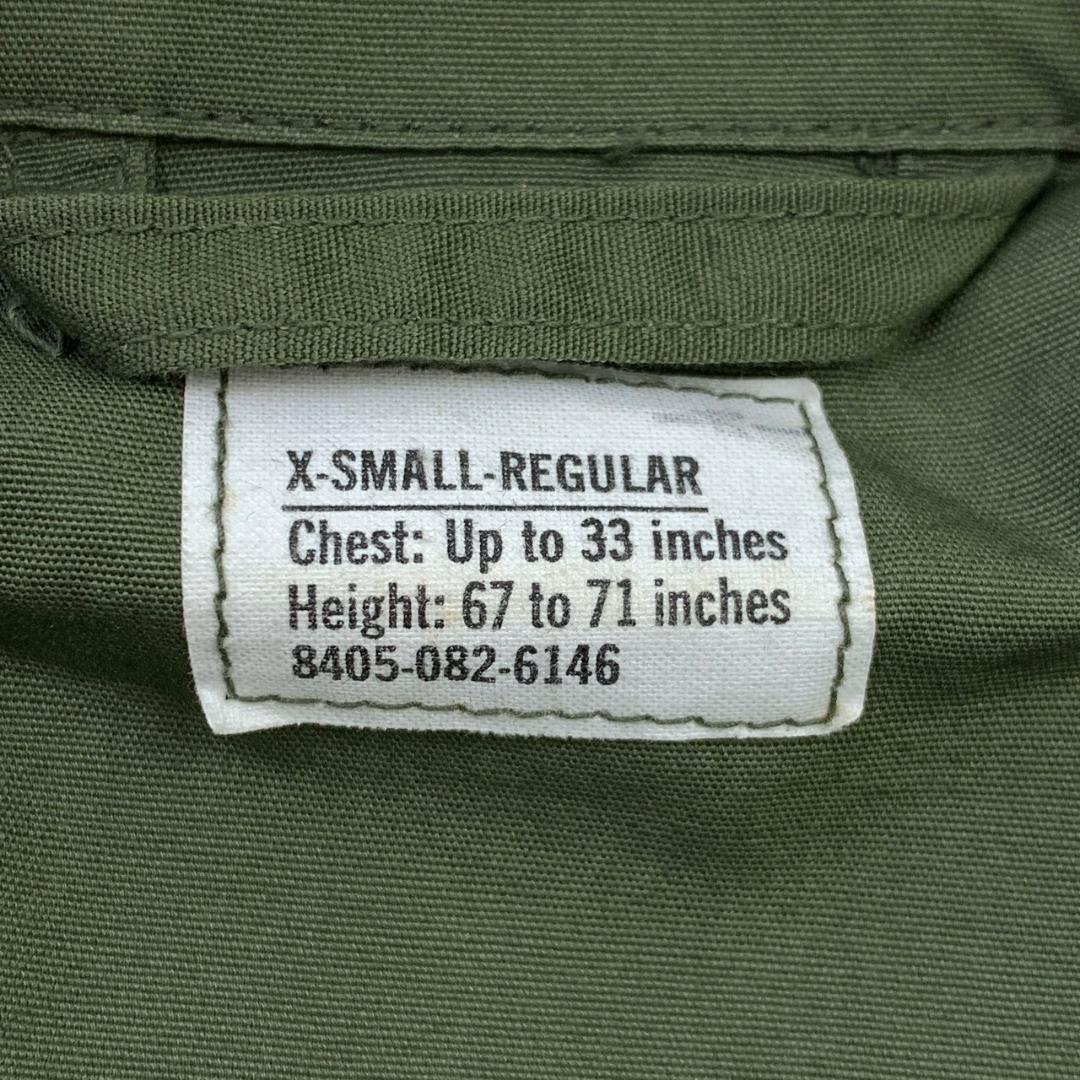 X-SMALL-REGULAR
Chest: Up to 33 inches
Height: 67 to 71 inches
8405-082-6146